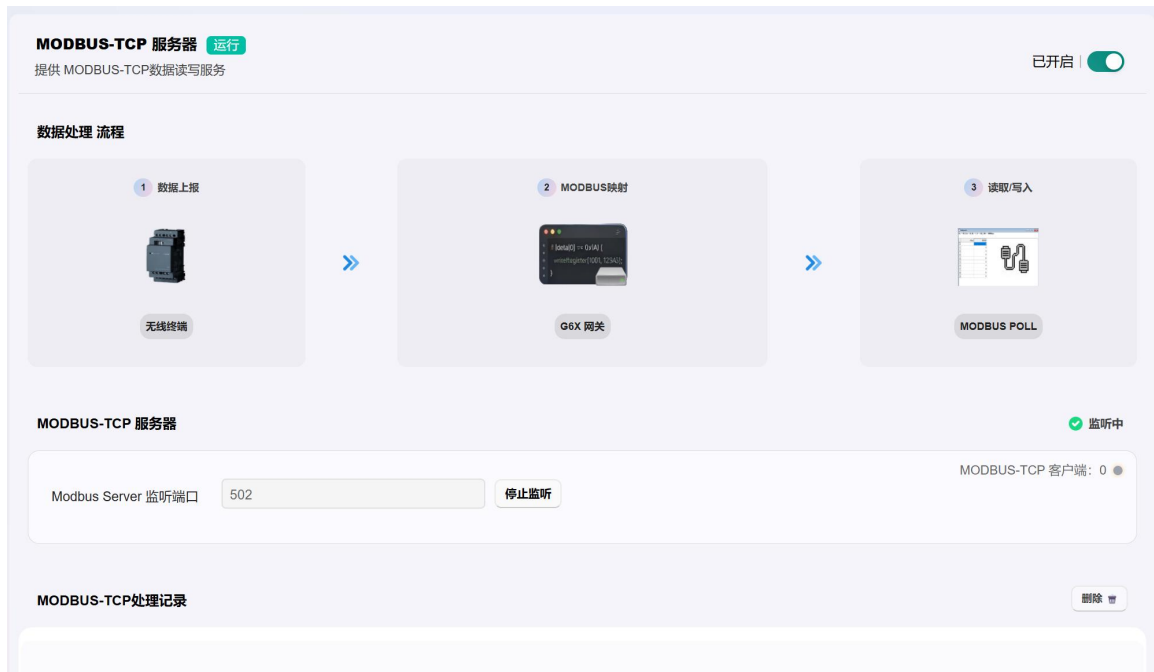 MODBUS-TCP 服务器 运行
提供 MODBUS-TCP数据读写服务
已开启
数据处理 流程
1 数据上报
2 MODBUS映射
3 读取/写入
无线终端
G6X 网关
MODBUS POLL
MODBUS-TCP 服务器
监听中
MODBUS-TCP 客户端：0
Modbus Server 监听端口 502 停止监听
MODBUS-TCP处理记录
删除